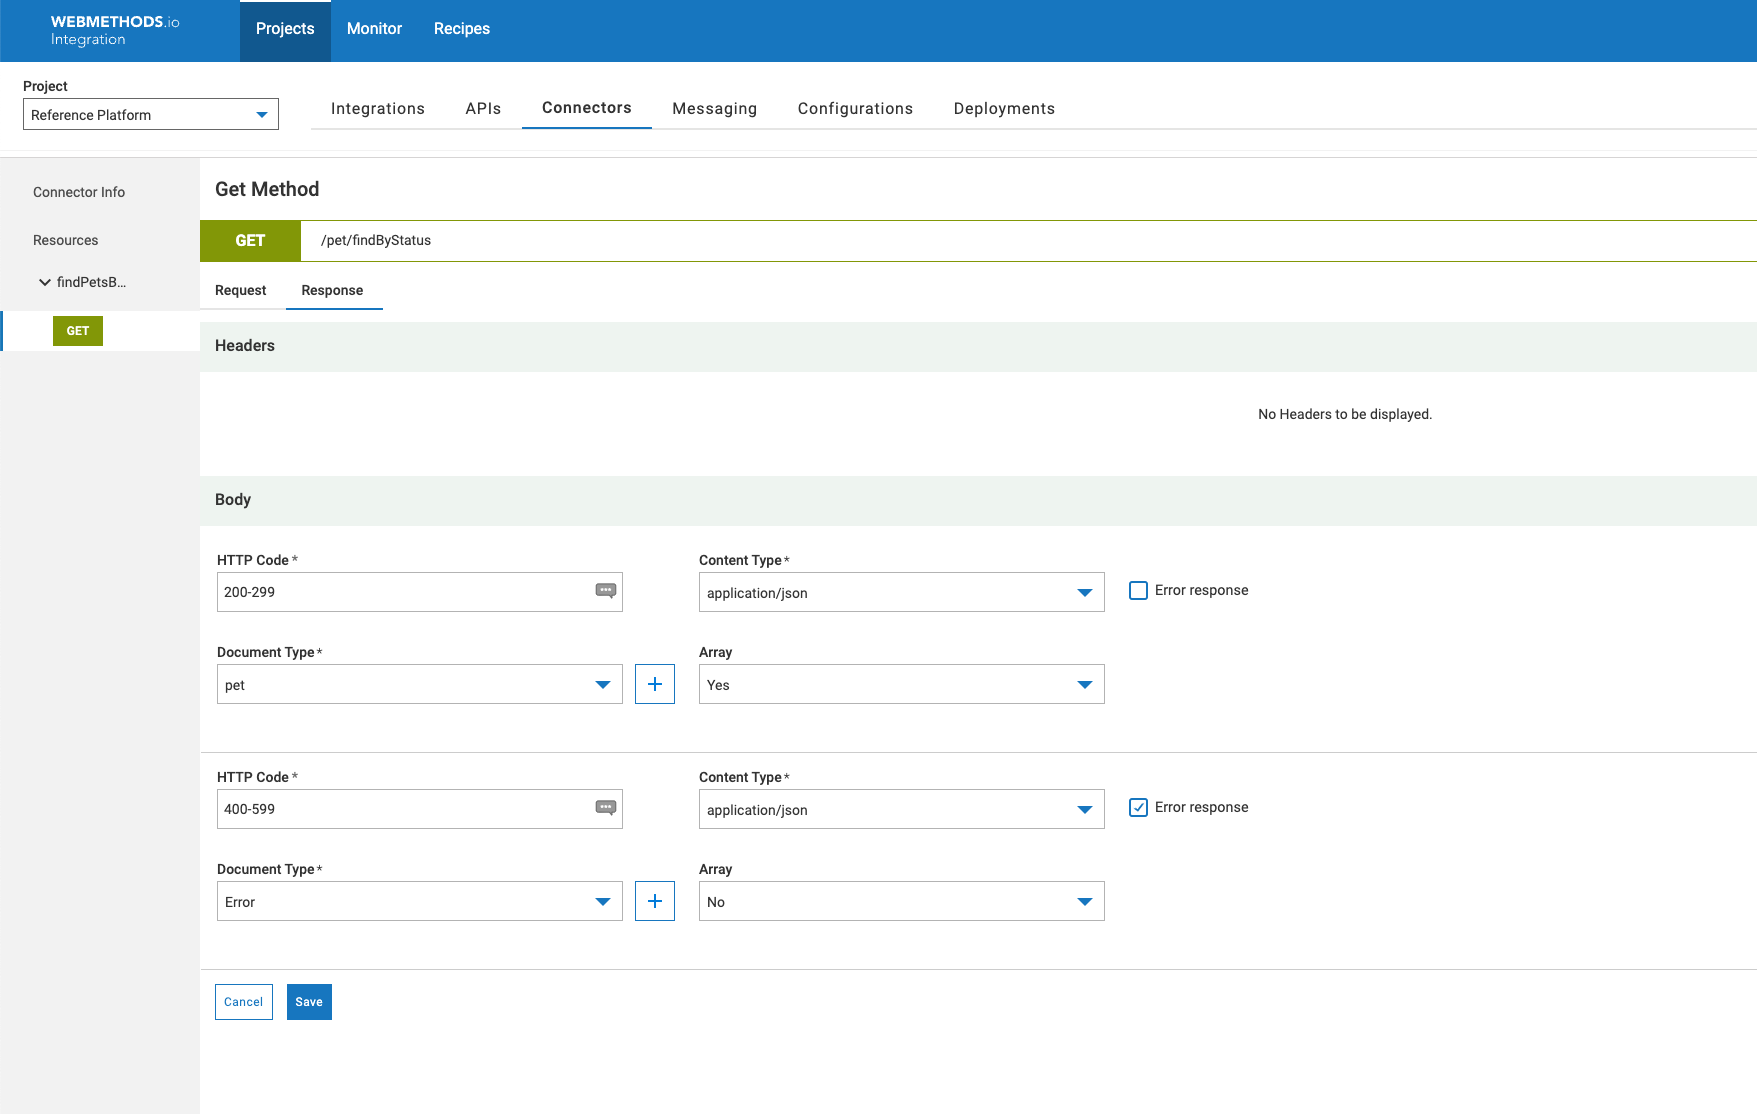 WEBMETHODS.io
Integration
Projects
Monitor
Recipes
Project
Reference Platform
Integrations
APIs
Connectors
Messaging
Configurations
Deployments
Connector Info
Resources
findPetsB...
GET
Get Method
GET
/pet/findByStatus
Request
Response
Headers
No Headers to be displayed.
Body
HTTP Code *
200-299
Content Type *
application/json
Error response
Document Type *
pet
Array
Yes
HTTP Code *
400-599
Content Type *
application/json
Error response
Document Type *
Error
Array
No
Cancel
Save